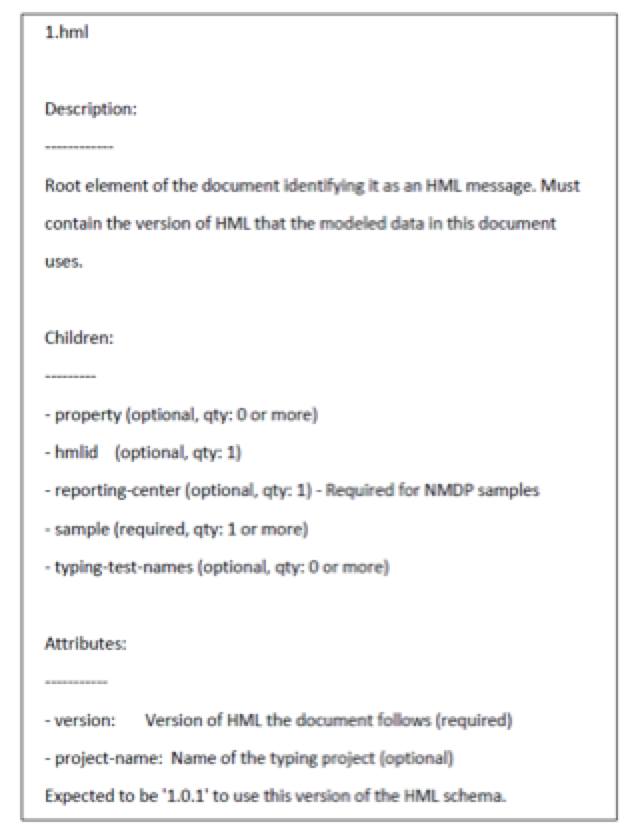 1.hml
Description:
------------
Root element of the document identifying it as an HML message. Must
contain the version of HML that the modeled data in this document
uses.
Children:
---------
- property (optional, qty: 0 or more)
- hmlid (optional, qty: 1)
- reporting-center (optional, qty: 1) - Required for NMDP samples
- sample (required, qty: 1 or more)
- typing-test-names (optional, qty: 0 or more)
Attributes:
-----------
- version: Version of HML the document follows (required)
- project-name: Name of the typing project (optional)
Expected to be '1.0.1' to use this version of the HML schema.